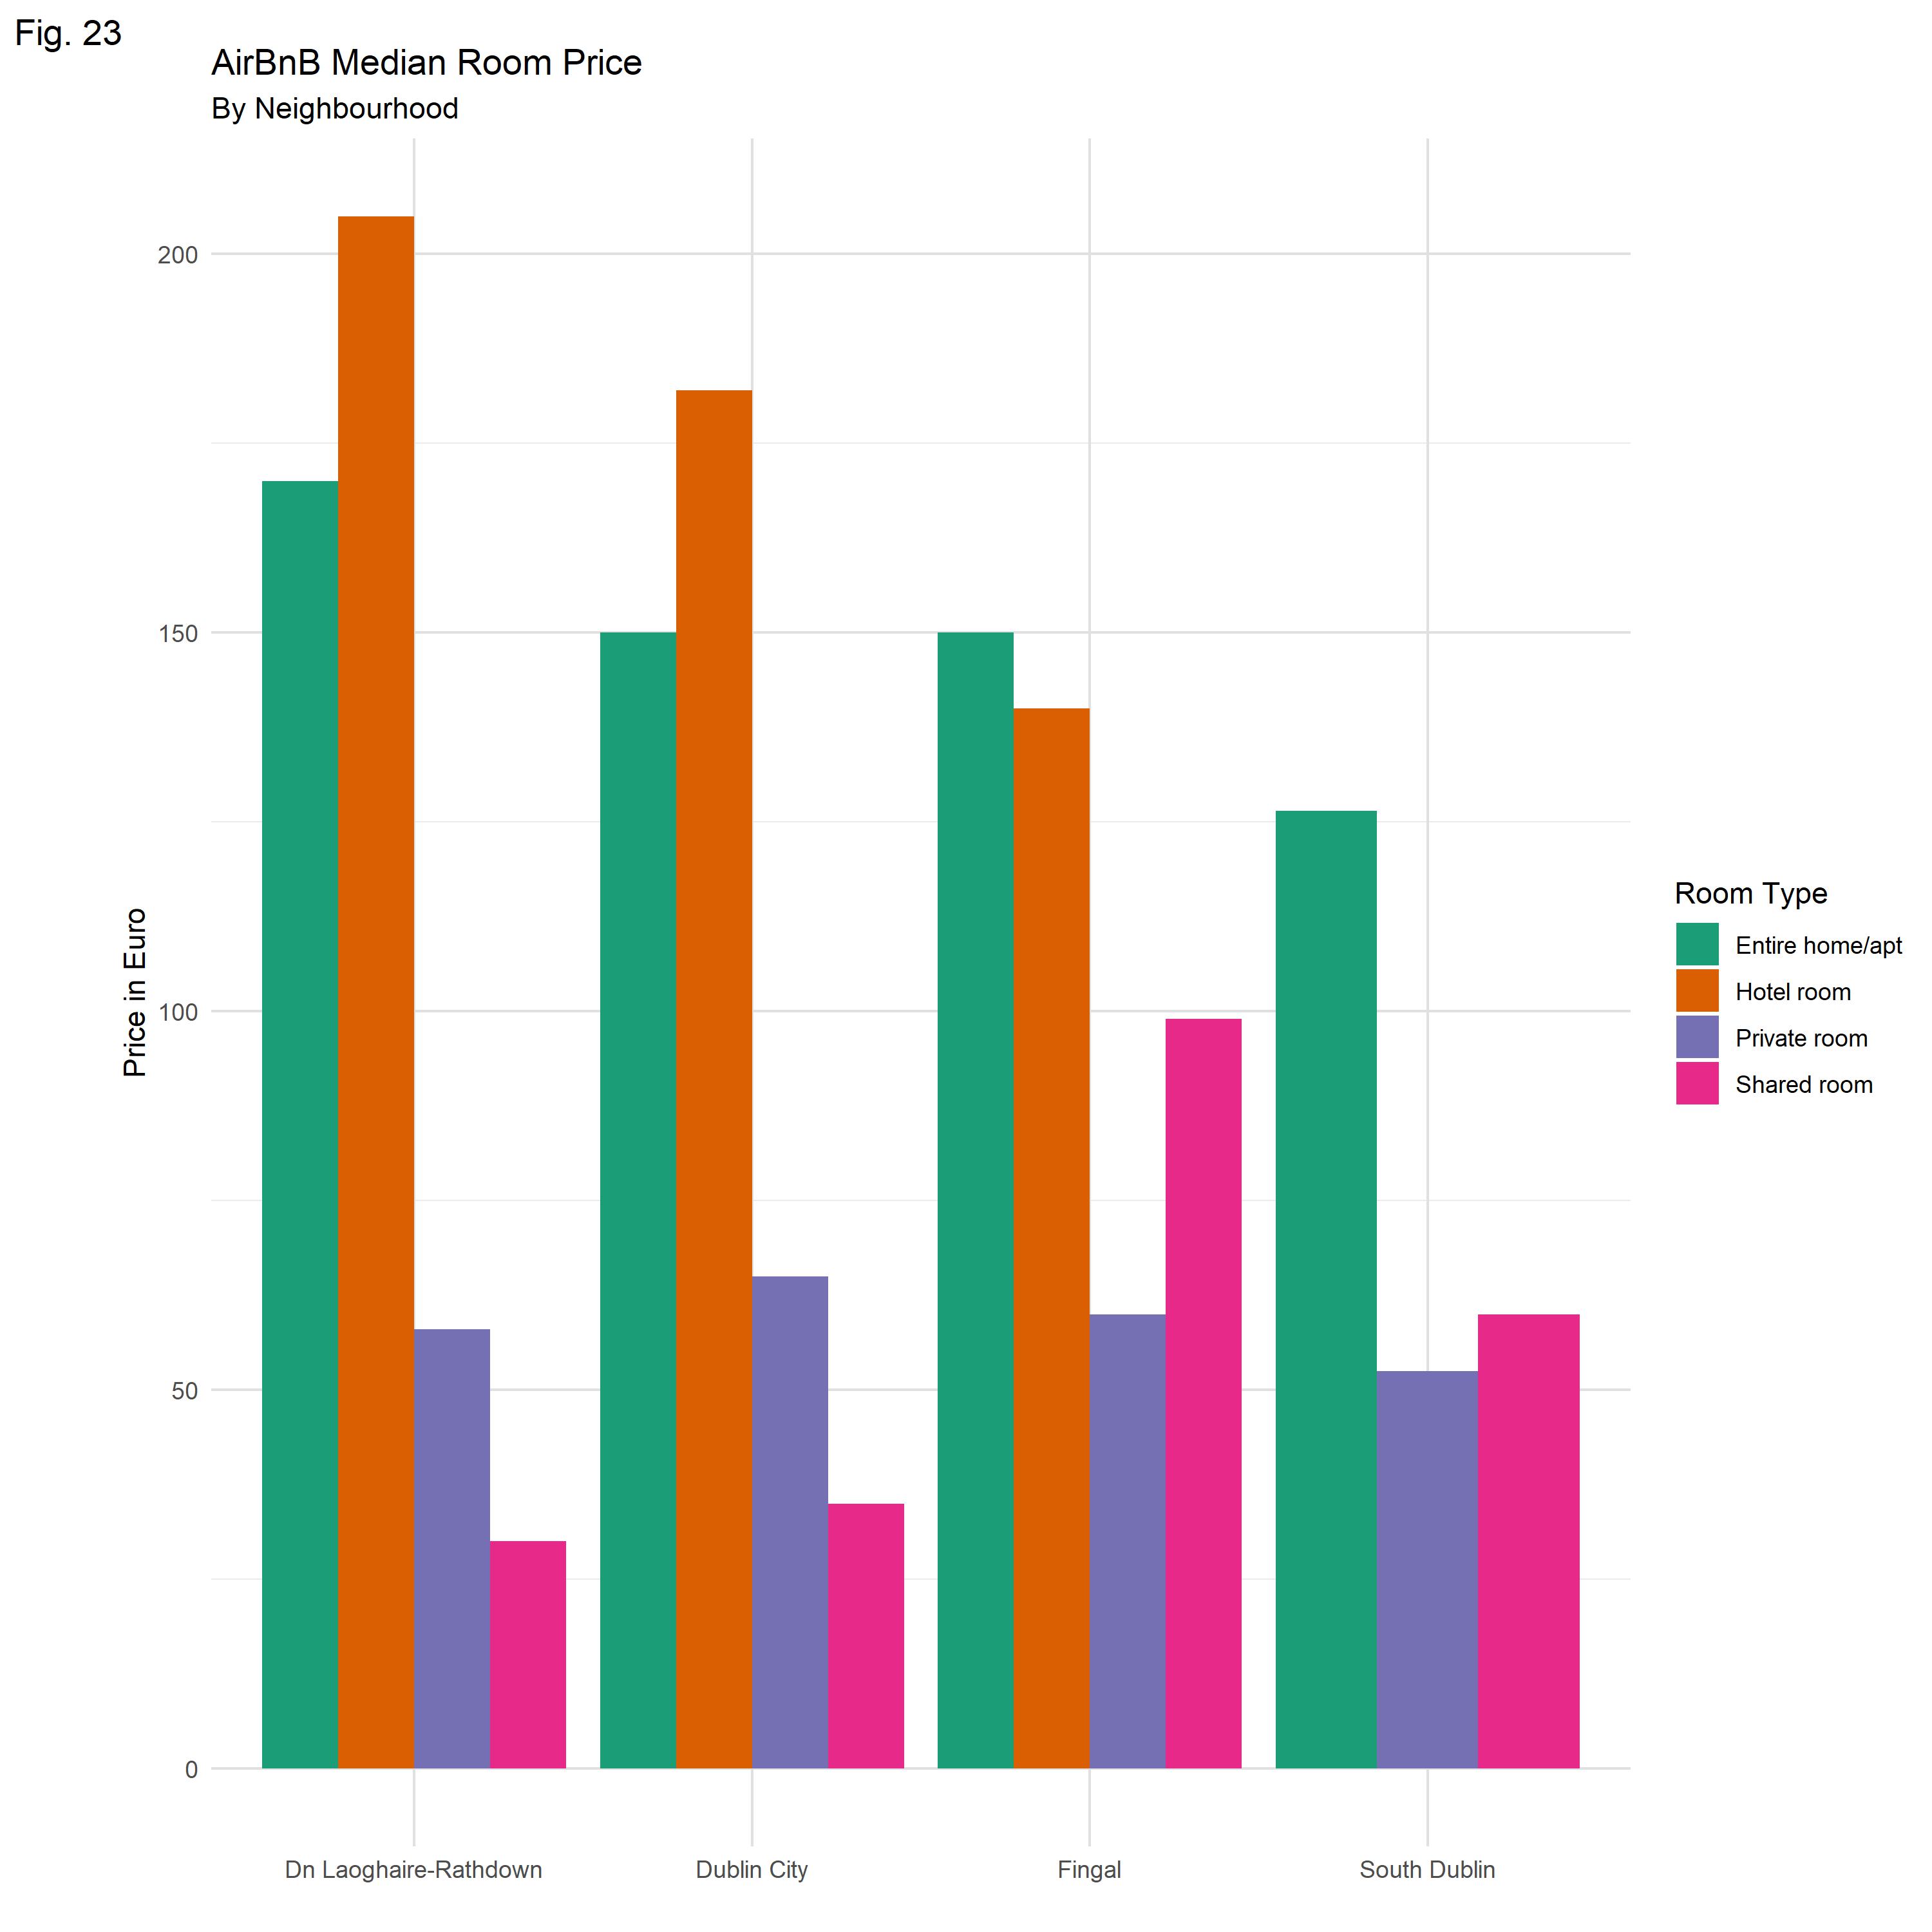 Fig. 23
AirBnB Median Room Price
By Neighbourhood
200
150
100
50
0
Price in Euro
Dn Laoghaire-Rathdown
Dublin City
Fingal
South Dublin
Room Type
Entire home/apt
Hotel room
Private room
Shared room